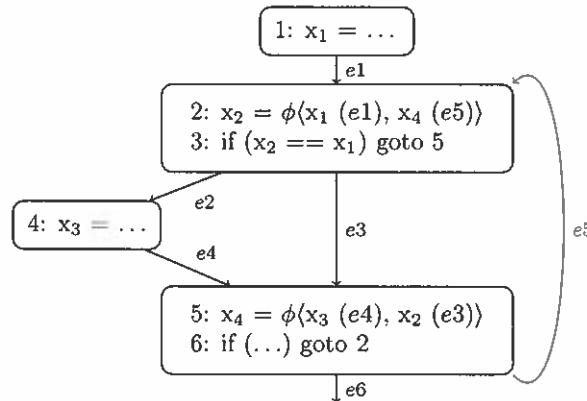 1: x₁ = …
e1
2: x₂ = ϕ⟨x₁ (e1), x₄ (e5)⟩
3: if (x₂ == x₁) goto 5
e2
4: x₃ = …
e3
e5
e4
5: x₄ = ϕ⟨x₃ (e4), x₂ (e3)⟩
6: if (…) goto 2
e6